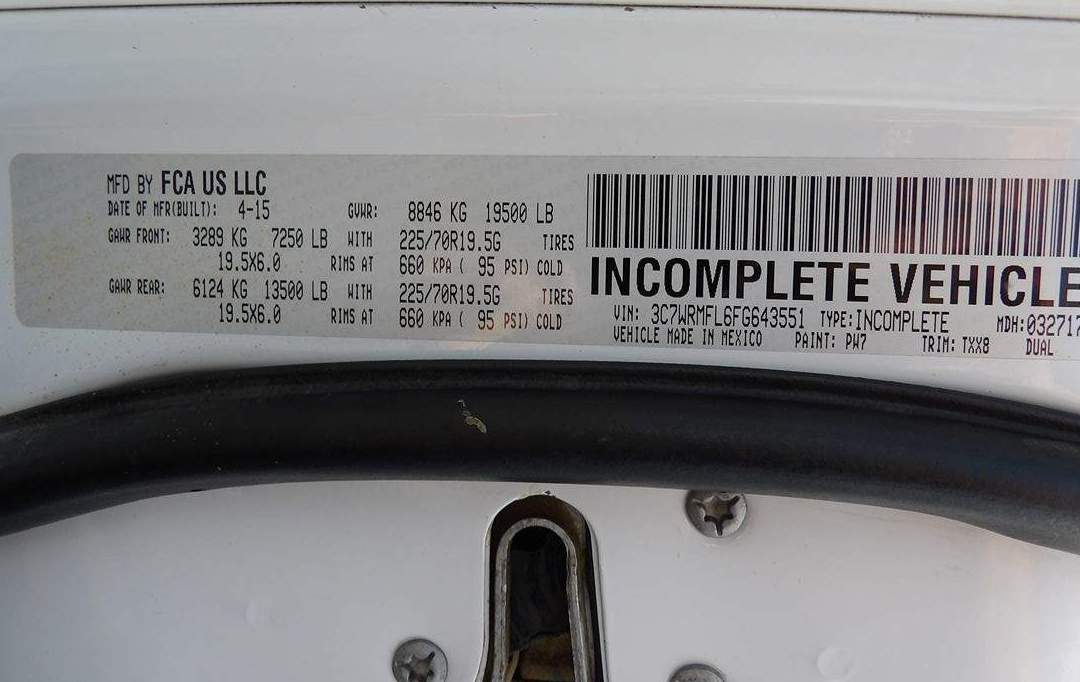 MFD BY FCA US LLC
DATE OF MFR(BUILT): 4-15 GVWR: 8846 KG 19500 LB
GAWR FRONT: 3289 KG 7250 LB WITH 225/70R19.5G TIRES
19.5X6.0 RIMS AT 660 KPA ( 95 PSI) COLD
GAWR REAR: 6124 KG 13500 LB WITH 225/70R19.5G TIRES
19.5X6.0 RIMS AT 660 KPA ( 95 PSI) COLD
INCOMPLETE VEHICLE
VIN: 3C7WRMFL6FG643551 TYPE:INCOMPLETE MDH:032717
VEHICLE MADE IN MEXICO PAINT: PW7 TRIM: TXX8 DUAL